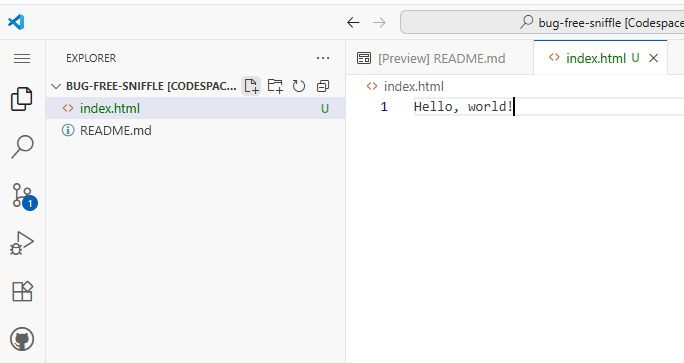 bug-free-sniffle [Codespace
EXPLORER
BUG-FREE-SNIFFLE [CODESPAC...
index.html U
README.md
1
[Preview] README.md
index.html U
index.html
1 Hello, world!